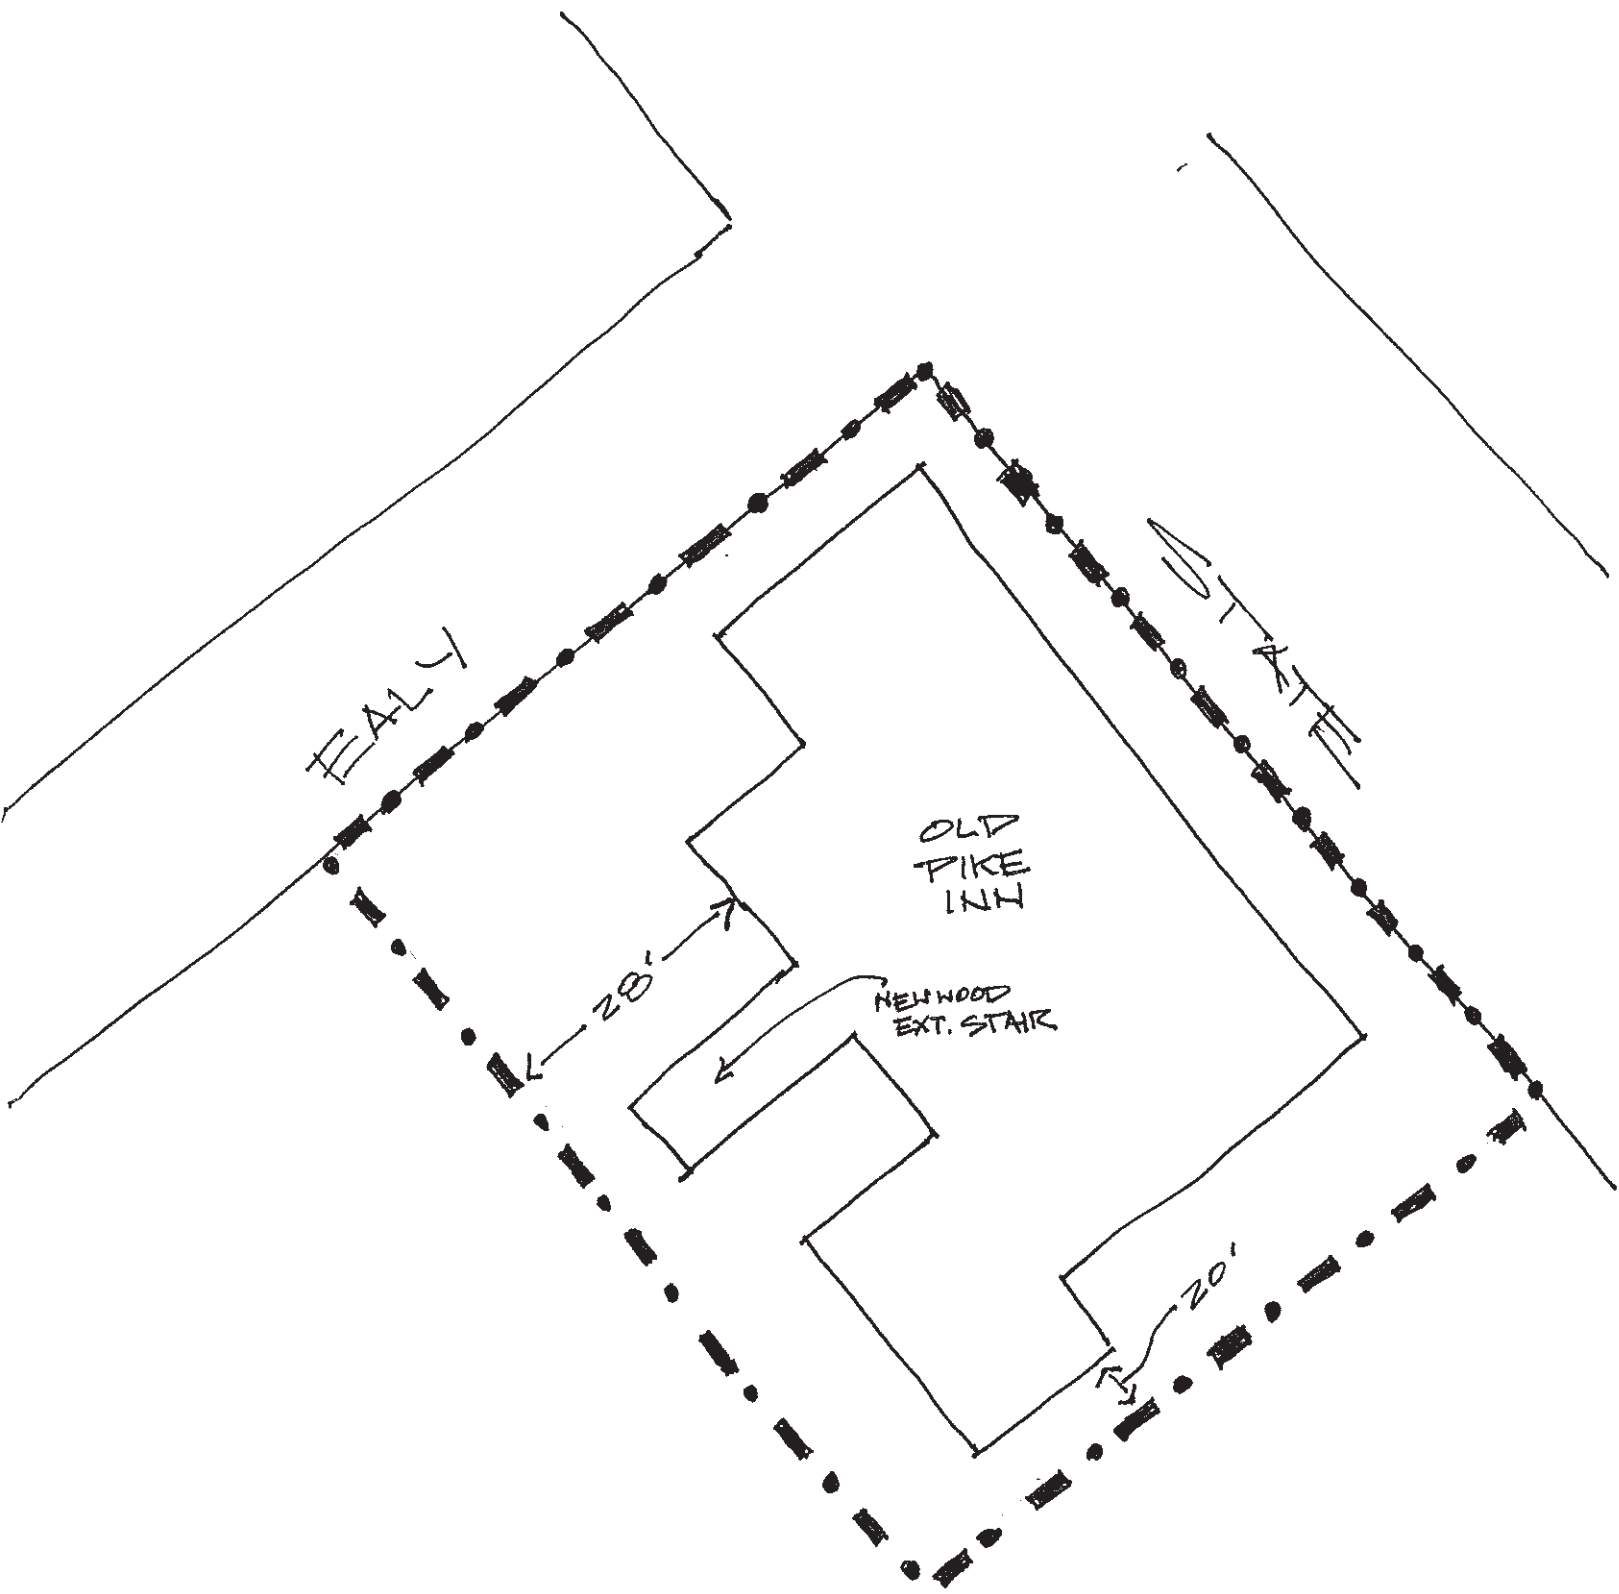 EALY
STATE
OLD
PIKE
INN
28'
NEW WOOD
EXT. STAIR
20'